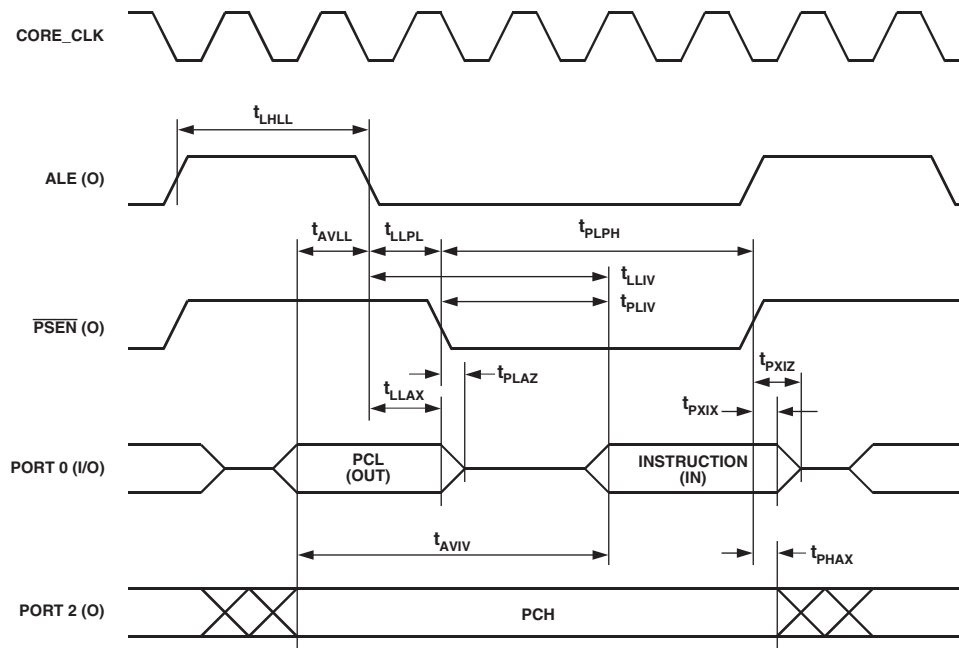 CORE_CLK
tLHLL
ALE (O)
tAVLL
tLLPL
tPLPH
tLLIV
PSEN (O)
tPLIV
tPXIZ
tPLAZ
tLLAX
tPXIX
PORT 0 (I/O)
PCL
(OUT)
INSTRUCTION
(IN)
tAVIV
tPHAX
PORT 2 (O)
PCH